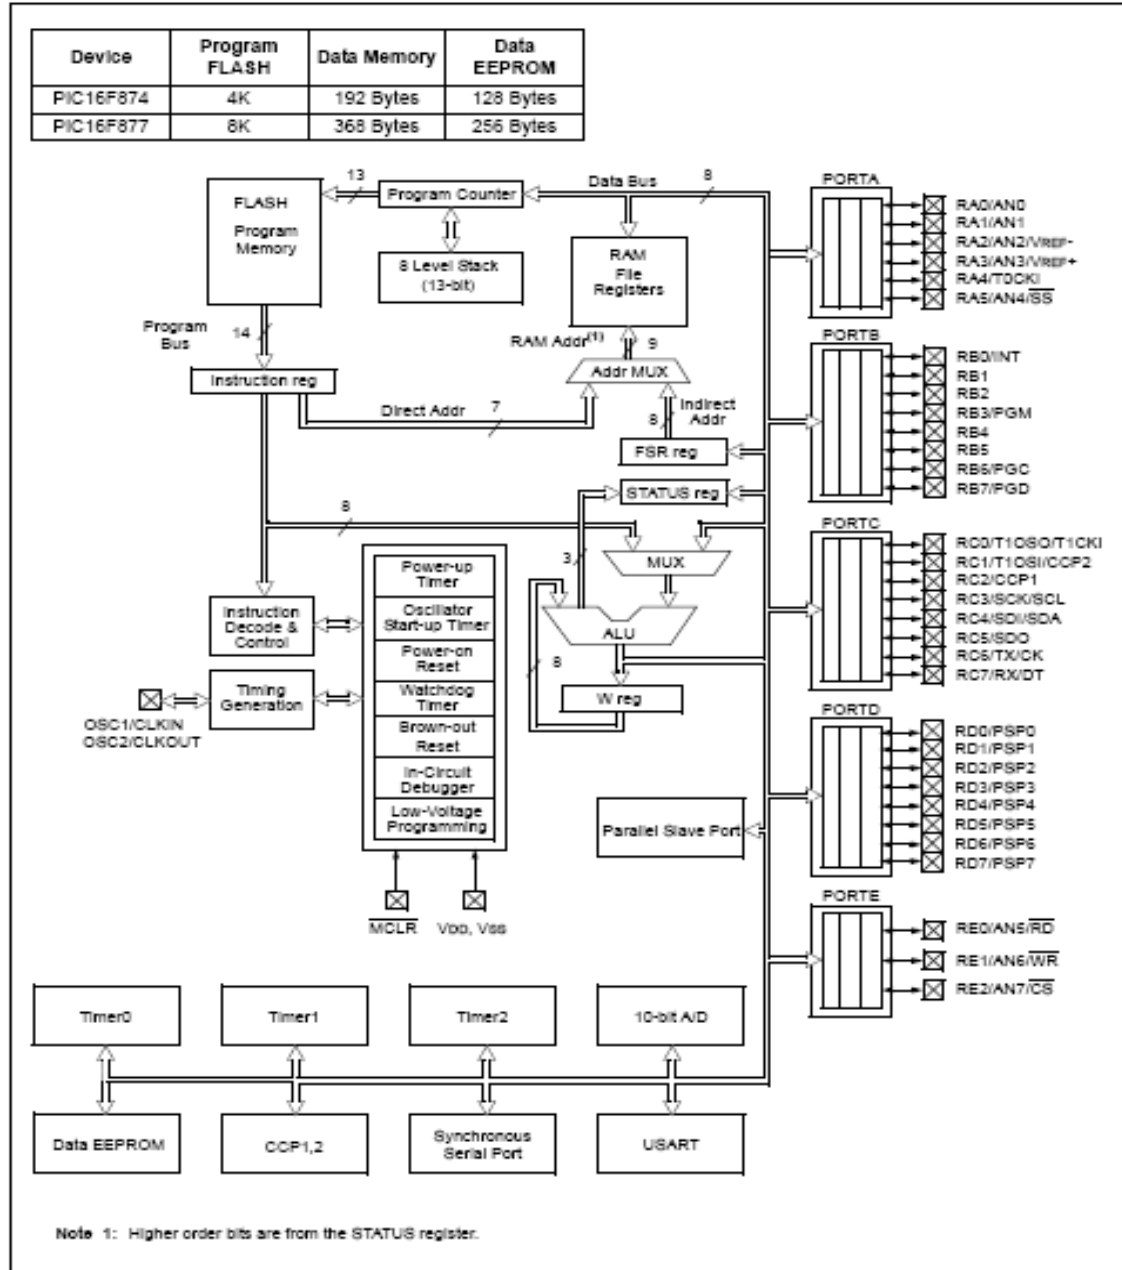 Device Program FLASH Data Memory Data EEPROM
PIC16F874 4K 192 Bytes 128 Bytes
PIC16F877 8K 368 Bytes 256 Bytes
FLASH
Program
Memory
13
Program Counter
8 Level Stack
(13-bit)
Data Bus
8
RAM
File
Registers
Program
Bus
14
RAM Addr(1)
9
Addr MUX
Instruction reg
Direct Addr
7
8
Indirect
Addr
FSR reg
STATUS reg
8
3
MUX
ALU
8
W reg
Instruction
Decode &
Control
Timing
Generation
OSC1/CLKIN
OSC2/CLKOUT
Power-up
Timer
Oscillator
Start-up Timer
Power-on
Reset
Watchdog
Timer
Brown-out
Reset
In-Circuit
Debugger
Low-Voltage
Programming
MCLR
VDD, VSS
Parallel Slave Port
PORTA
RA0/AN0
RA1/AN1
RA2/AN2/VREF-
RA3/AN3/VREF+
RA4/T0CKI
RA5/AN4/SS
PORTB
RB0/INT
RB1
RB2
RB3/PGM
RB4
RB5
RB6/PGC
RB7/PGD
PORTC
RC0/T1OSO/T1CKI
RC1/T1OSI/CCP2
RC2/CCP1
RC3/SCK/SCL
RC4/SDI/SDA
RC5/SDO
RC6/TX/CK
RC7/RX/DT
PORTD
RD0/PSP0
RD1/PSP1
RD2/PSP2
RD3/PSP3
RD4/PSP4
RD5/PSP5
RD6/PSP6
RD7/PSP7
PORTE
RE0/AN5/RD
RE1/AN6/WR
RE2/AN7/CS
Timer0
Timer1
Timer2
10-bit A/D
Data EEPROM
CCP1,2
Synchronous
Serial Port
USART
Note 1: Higher order bits are from the STATUS register.